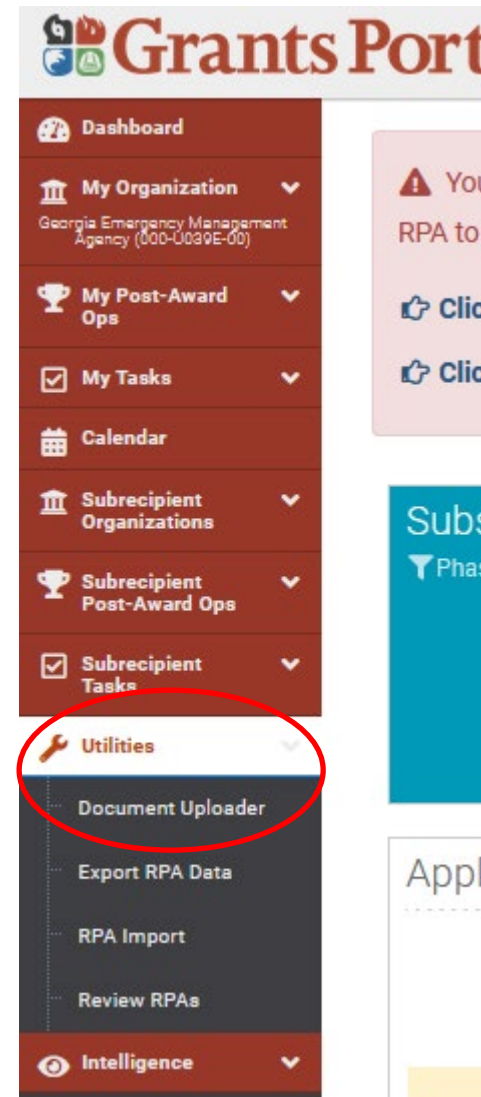 Grants Port
Dashboard
My Organization
Georgia Emergency Management
Agency (000-U039E-00)
My Post-Award
Ops
My Tasks
Calendar
Subrecipient
Organizations
Subrecipient
Post-Award Ops
Subrecipient
Tasks
Utilities
Document Uploader
Export RPA Data
RPA Import
Review RPAs
Intelligence
You
RPA to
Clic
Clic
Subs
Phas
Appl